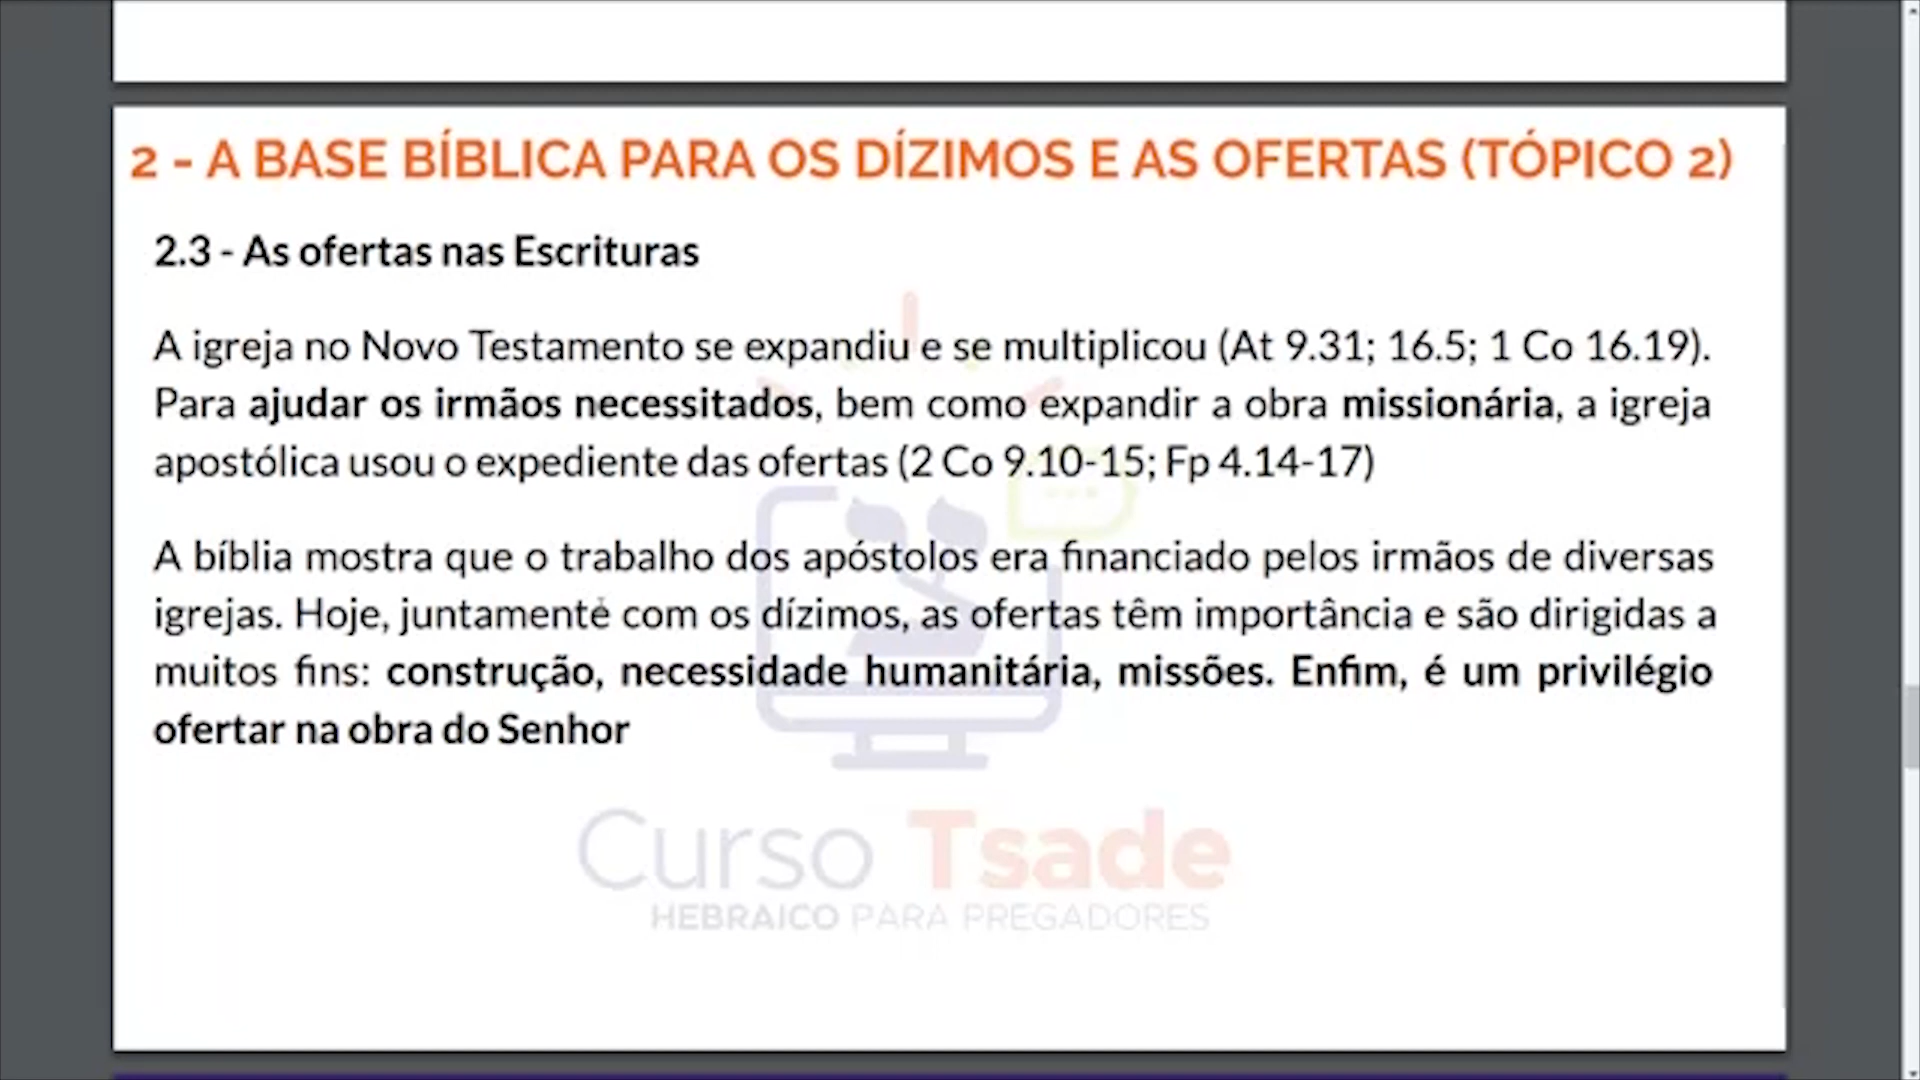 2 - A BASE BÍBLICA PARA OS DÍZIMOS E AS OFERTAS (TÓPICO 2)
2.3 - As ofertas nas Escrituras
A igreja no Novo Testamento se expandiu e se multiplicou (At 9.31; 16.5; 1 Co 16.19).
Para ajudar os irmãos necessitados, bem como expandir a obra missionária, a igreja
apostólica usou o expediente das ofertas (2 Co 9.10-15; Fp 4.14-17)
A bíblia mostra que o trabalho dos apóstolos era financiado pelos irmãos de diversas
igrejas. Hoje, juntamente com os dízimos, as ofertas têm importância e são dirigidas a
muitos fins: construção, necessidade humanitária, missões. Enfim, é um privilégio
ofertar na obra do Senhor
צ
Curso Tsade
HEBRAICO PARA PREGADORES